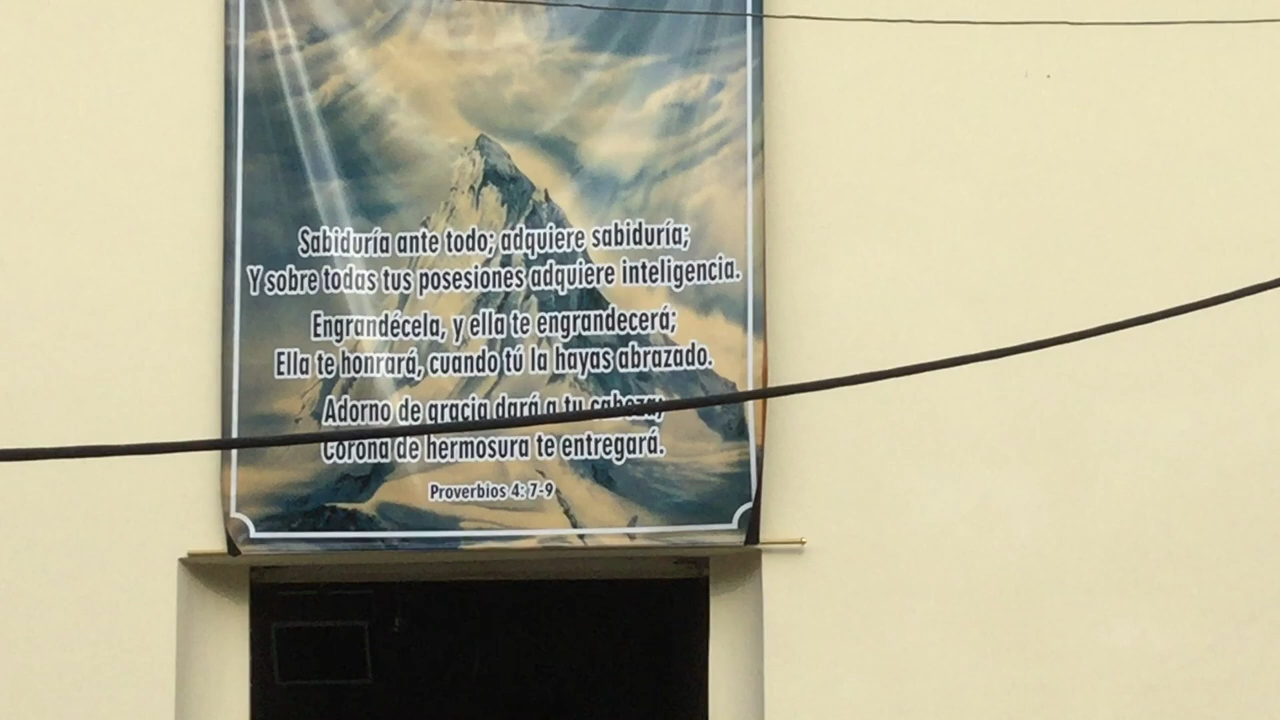 Sabiduría ante todo; adquiere sabiduría;
Y sobre todas tus posesiones adquiere inteligencia.
Engrandécela, y ella te engrandecerá;
Ella te honrará, cuando tú la hayas abrazado.
Adorno de gracia dará a tu cabeza;
Corona de hermosura te entregará.
Proverbios 4: 7-9